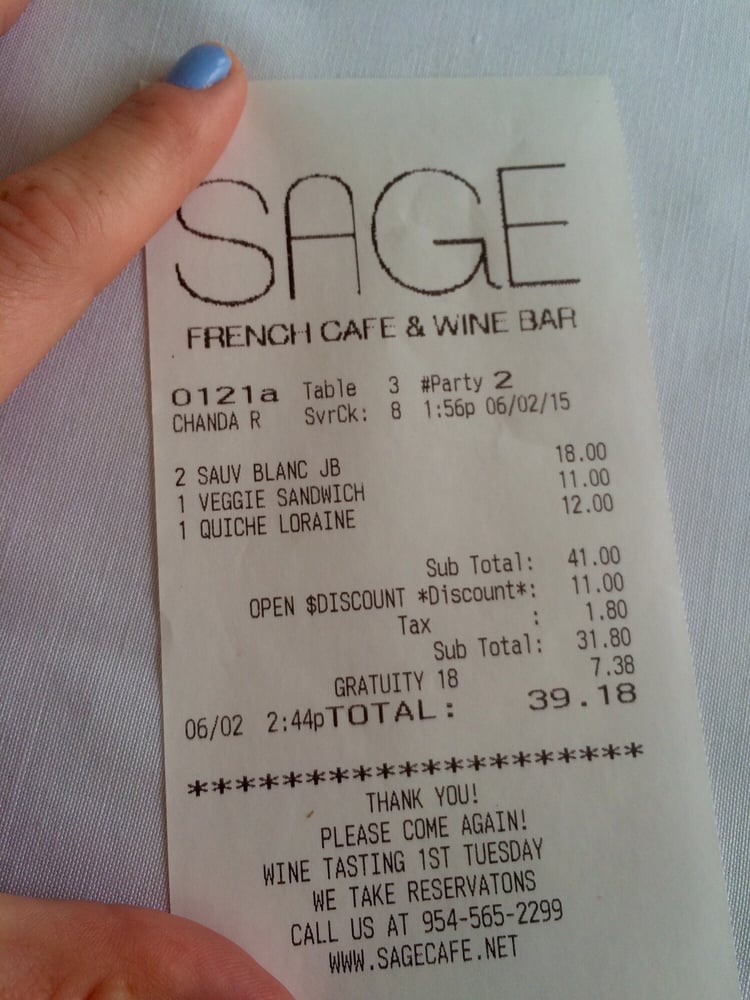 SAGE
FRENCH CAFE & WINE BAR
0121a Table 3 #Party 2
CHANDA R SvrCk: 8 1:56p 06/02/15
2 SAUV BLANC JB 18.00
1 VEGGIE SANDWICH 11.00
1 QUICHE LORAINE 12.00
Sub Total: 41.00
OPEN $DISCOUNT *Discount*: 11.00
Tax : 1.80
Sub Total: 31.80
GRATUITY 18 7.38
06/02 2:44pTOTAL: 39.18
********************
THANK YOU!
PLEASE COME AGAIN!
WINE TASTING 1ST TUESDAY
WE TAKE RESERVATONS
CALL US AT 954-565-2299
WWW.SAGECAFE.NET